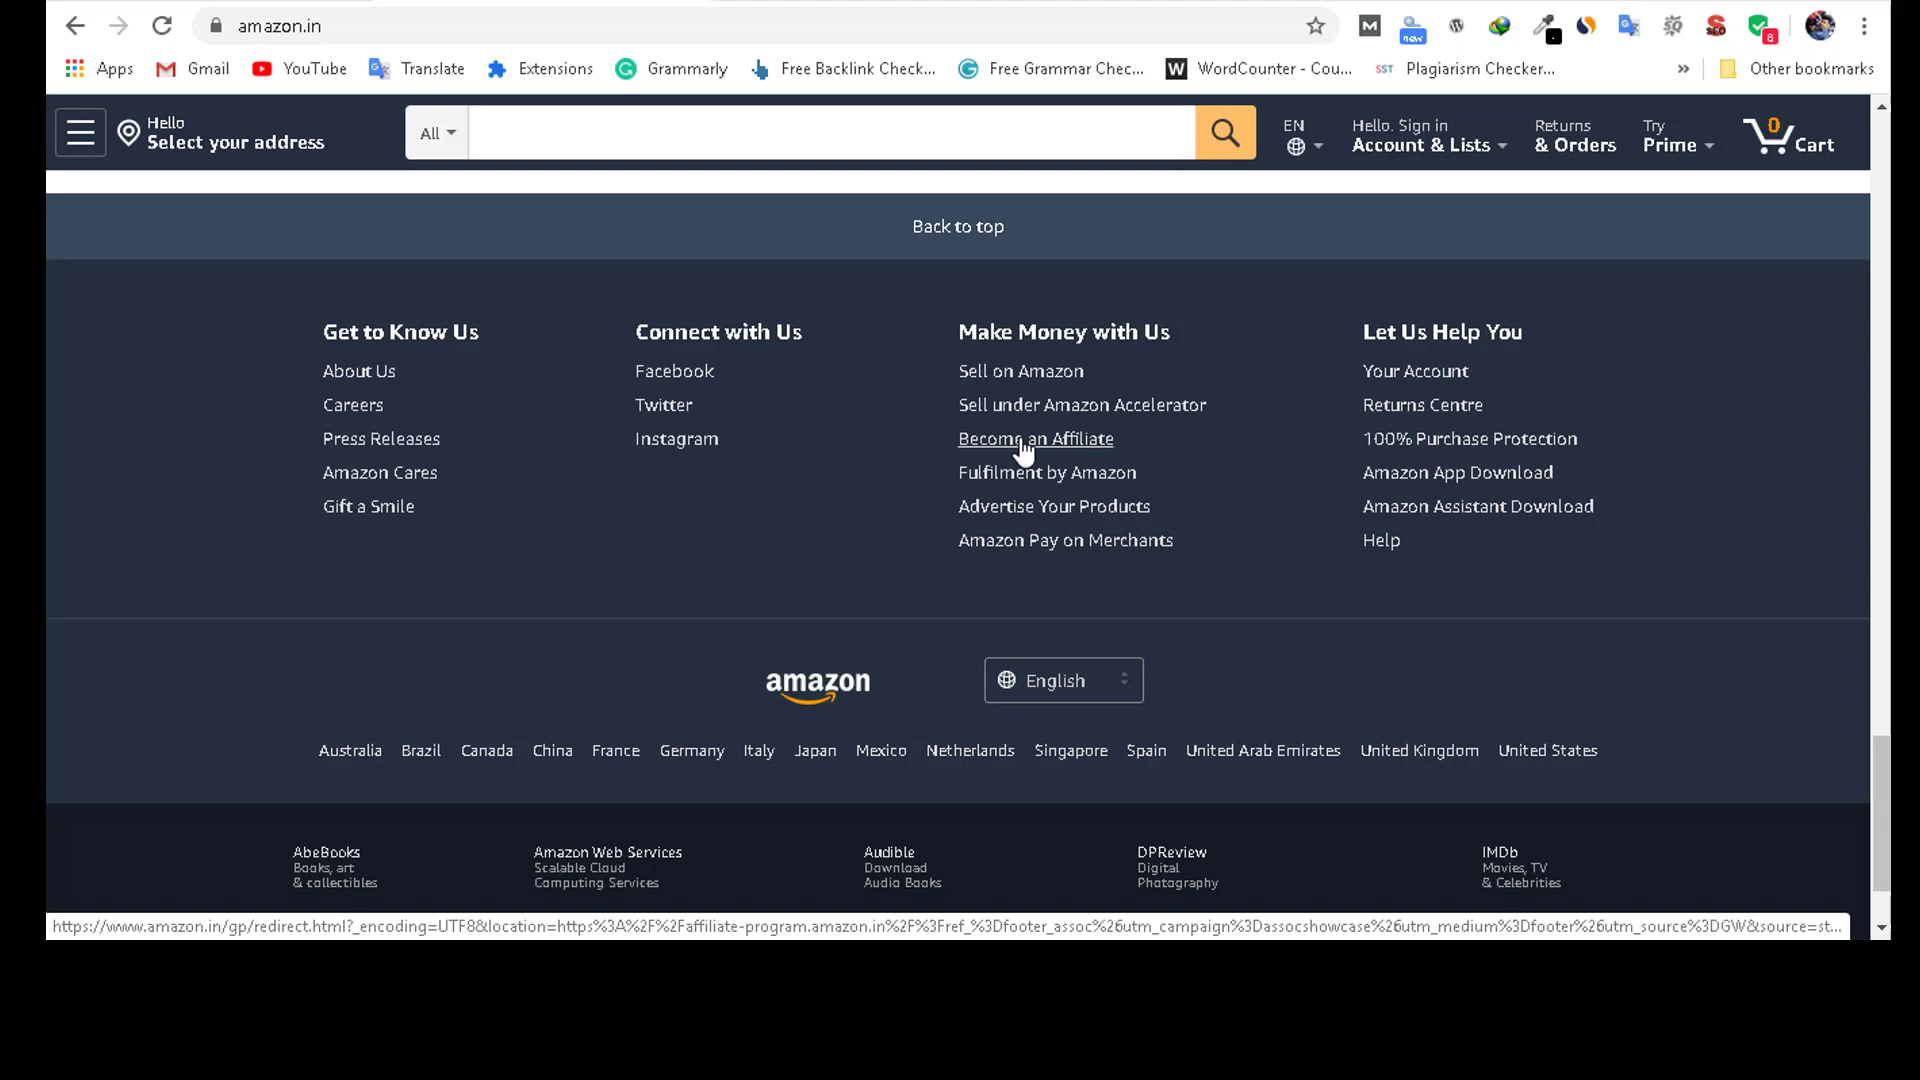 amazon.in
new
8
Apps
Gmail
YouTube
Translate
Extensions
Grammarly
Free Backlink Check...
Free Grammar Chec...
WordCounter - Cou...
SST
Plagiarism Checker...
»
Other bookmarks
Hello
Select your address
All
EN
Hello. Sign in
Account & Lists
Returns
& Orders
Try
Prime
0
Cart
Back to top
Get to Know Us
About Us
Careers
Press Releases
Amazon Cares
Gift a Smile
Connect with Us
Facebook
Twitter
Instagram
Make Money with Us
Sell on Amazon
Sell under Amazon Accelerator
Become an Affiliate
Fulfilment by Amazon
Advertise Your Products
Amazon Pay on Merchants
Let Us Help You
Your Account
Returns Centre
100% Purchase Protection
Amazon App Download
Amazon Assistant Download
Help
amazon
English
Australia Brazil Canada China France Germany Italy Japan Mexico Netherlands Singapore Spain United Arab Emirates United Kingdom United States
AbeBooks
Books, art
& collectibles
Amazon Web Services
Scalable Cloud
Computing Services
Audible
Download
Audio Books
DPReview
Digital
Photography
IMDb
Movies, TV
& Celebrities
https://www.amazon.in/gp/redirect.html?_encoding=UTF8&location=https%3A%2F%2Faffiliate-program.amazon.in%2F%3Fref_%3Dfooter_assoc%26utm_campaign%3Dassocshowcase%26utm_medium%3Dfooter%26utm_source%3DGW&source=st...